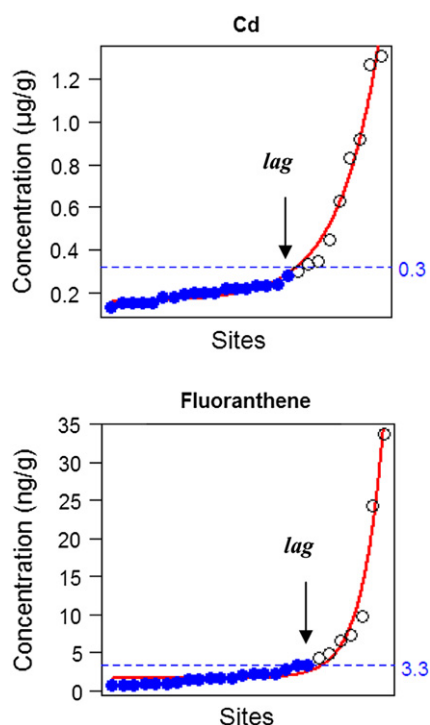 Cd
Concentration (µg/g)
1.2
1.0
0.8
0.6
0.4
0.2
lag
0.3
Sites
Fluoranthene
Concentration (ng/g)
35
30
25
20
15
10
5
0
lag
3.3
Sites